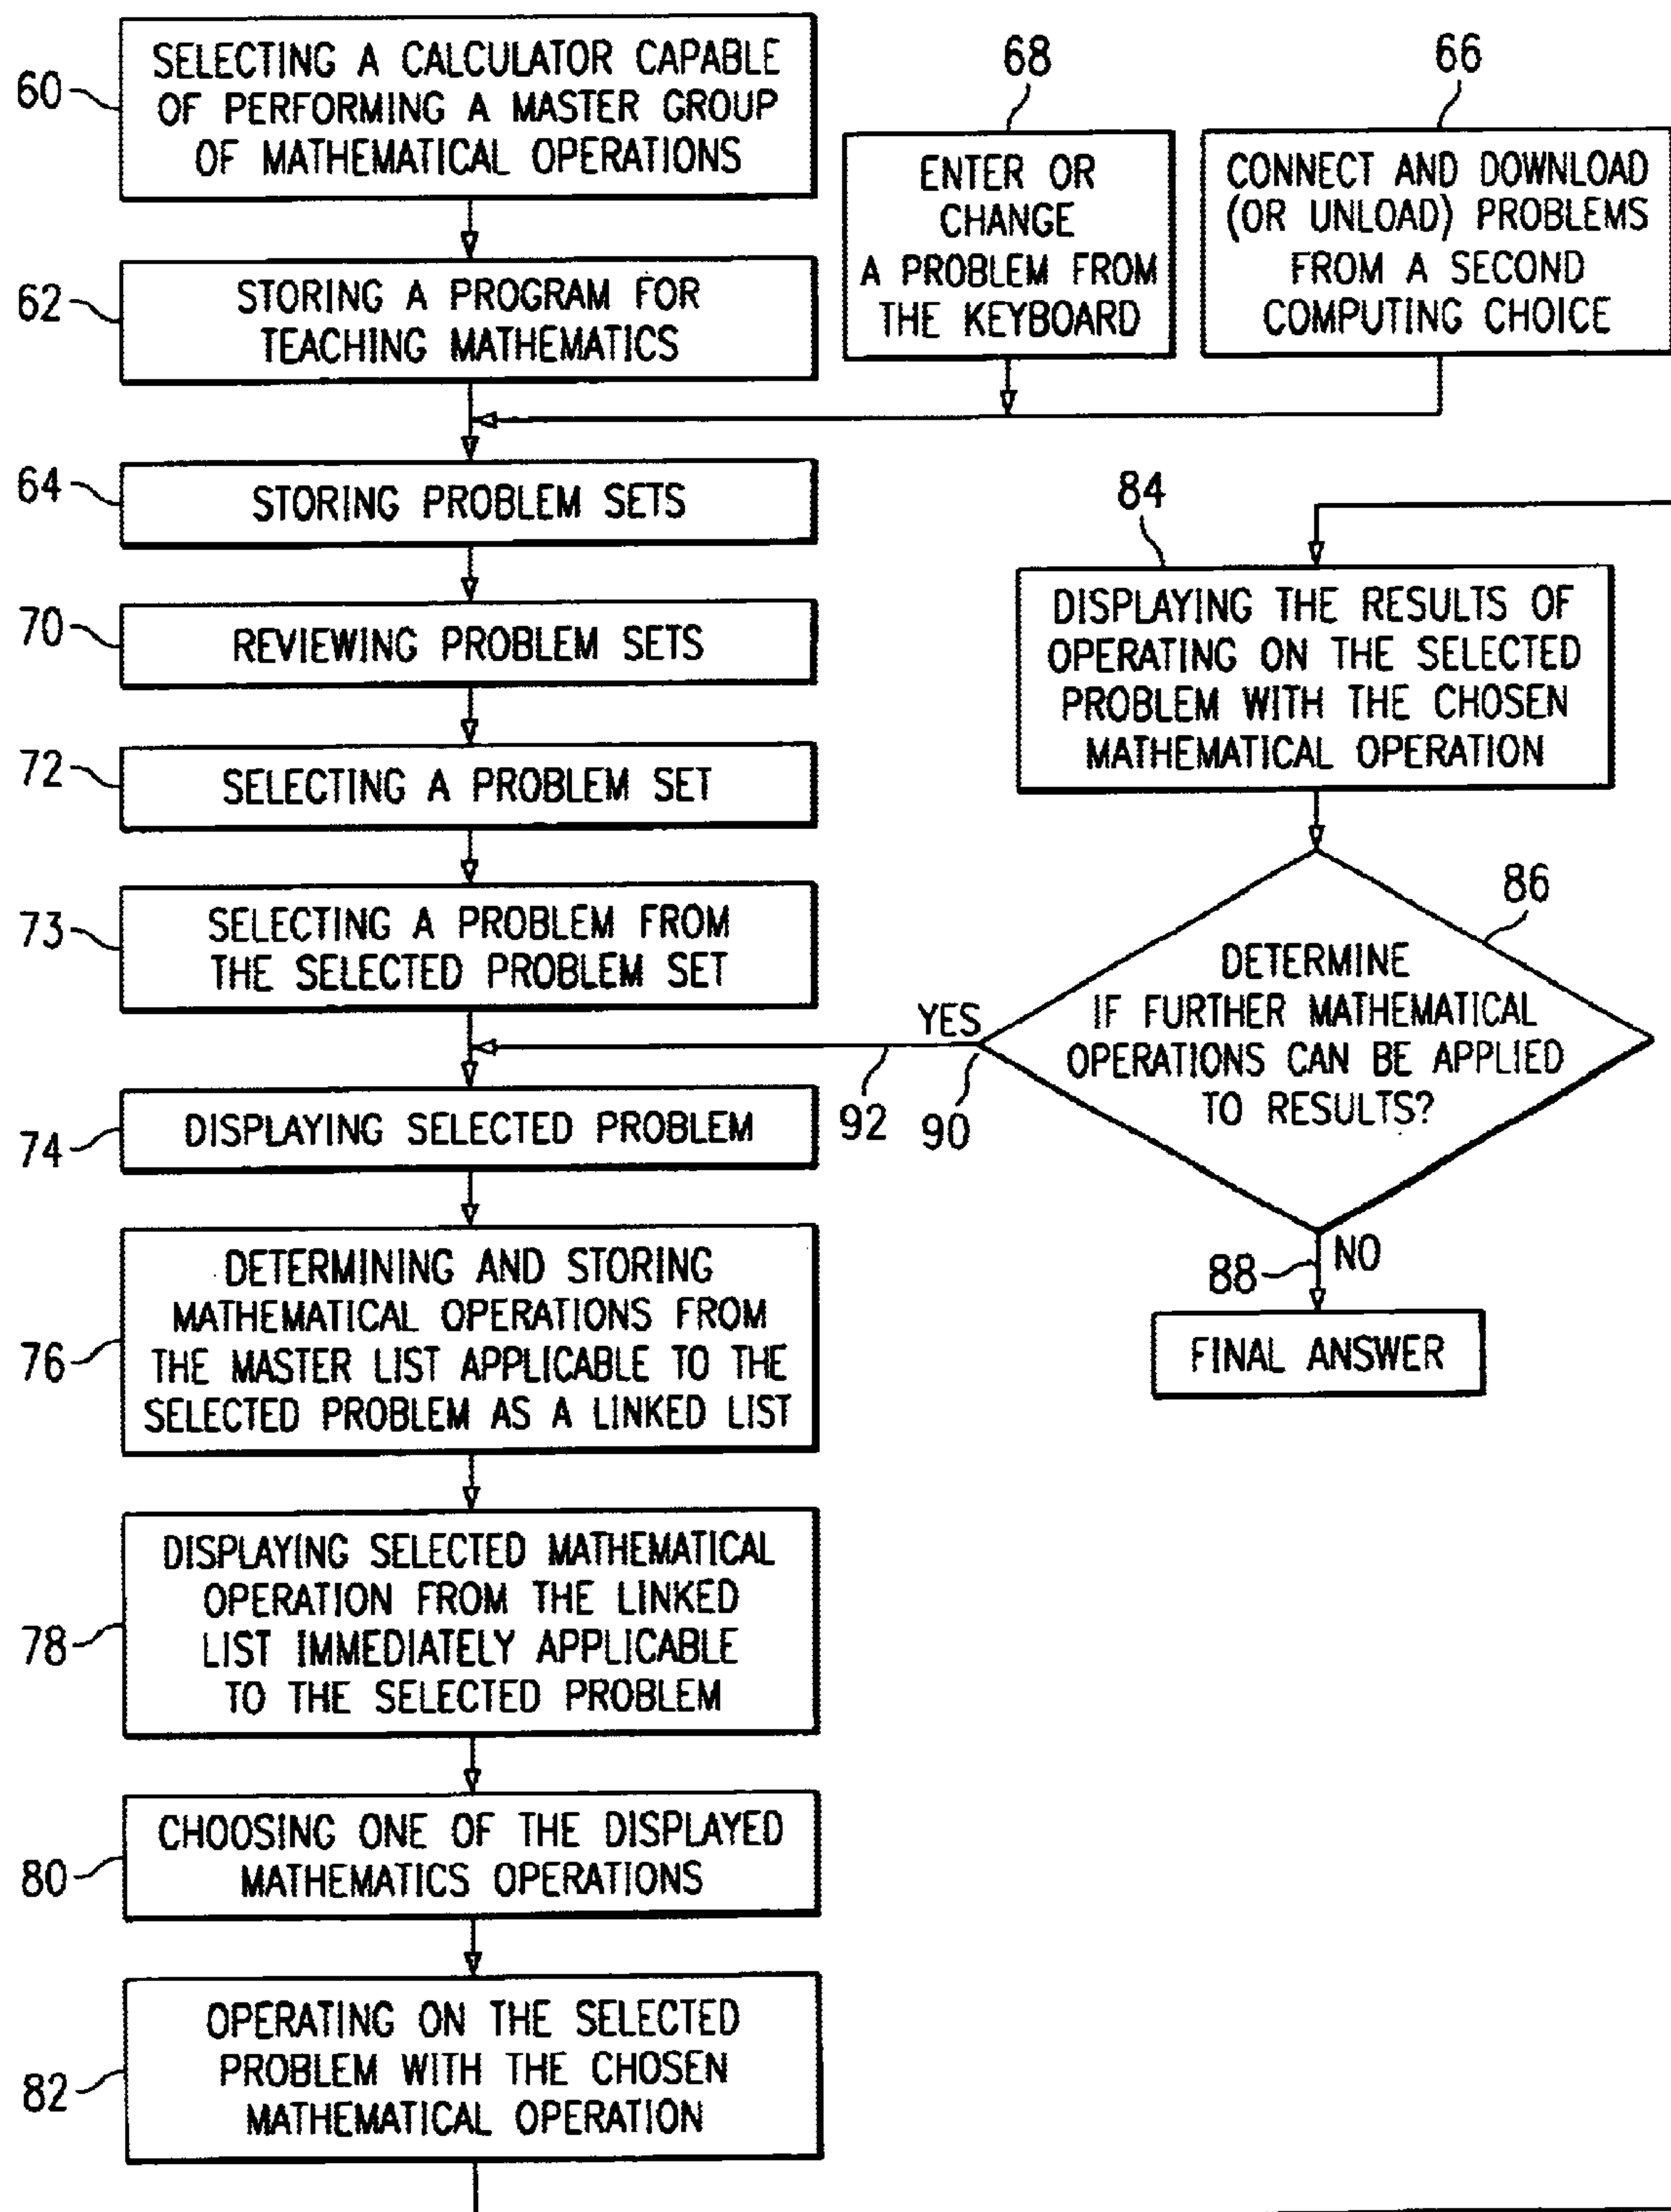 60
SELECTING A CALCULATOR CAPABLE
OF PERFORMING A MASTER GROUP
OF MATHEMATICAL OPERATIONS
62
STORING A PROGRAM FOR
TEACHING MATHEMATICS
68
ENTER OR
CHANGE
A PROBLEM FROM
THE KEYBOARD
66
CONNECT AND DOWNLOAD
(OR UNLOAD) PROBLEMS
FROM A SECOND
COMPUTING CHOICE
64
STORING PROBLEM SETS
70
REVIEWING PROBLEM SETS
72
SELECTING A PROBLEM SET
73
SELECTING A PROBLEM FROM
THE SELECTED PROBLEM SET
74
DISPLAYING SELECTED PROBLEM
76
DETERMINING AND STORING
MATHEMATICAL OPERATIONS FROM
THE MASTER LIST APPLICABLE TO THE
SELECTED PROBLEM AS A LINKED LIST
78
DISPLAYING SELECTED MATHEMATICAL
OPERATION FROM THE LINKED
LIST IMMEDIATELY APPLICABLE
TO THE SELECTED PROBLEM
80
CHOOSING ONE OF THE DISPLAYED
MATHEMATICS OPERATIONS
82
OPERATING ON THE SELECTED
PROBLEM WITH THE CHOSEN
MATHEMATICAL OPERATION
84
DISPLAYING THE RESULTS OF
OPERATING ON THE SELECTED
PROBLEM WITH THE CHOSEN
MATHEMATICAL OPERATION
86
DETERMINE
IF FURTHER MATHEMATICAL
OPERATIONS CAN BE APPLIED
TO RESULTS?
YES
92
90
88
NO
FINAL ANSWER